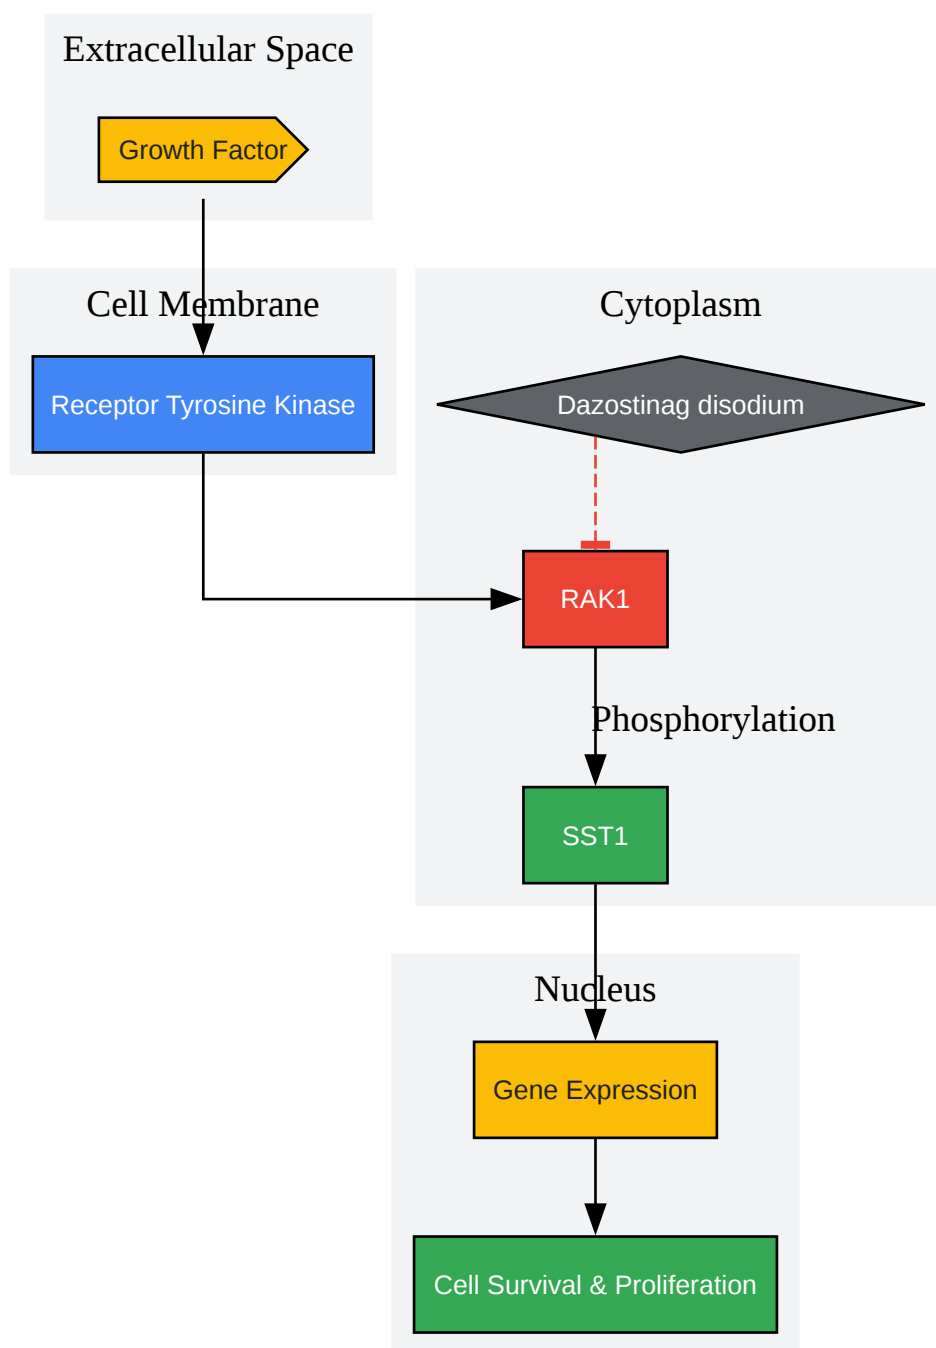 Extracellular Space
Growth Factor
Cell Membrane
Receptor Tyrosine Kinase
Cytoplasm
Dazostinag disodium
RAK1
Phosphorylation
SST1
Nucleus
Gene Expression
Cell Survival & Proliferation